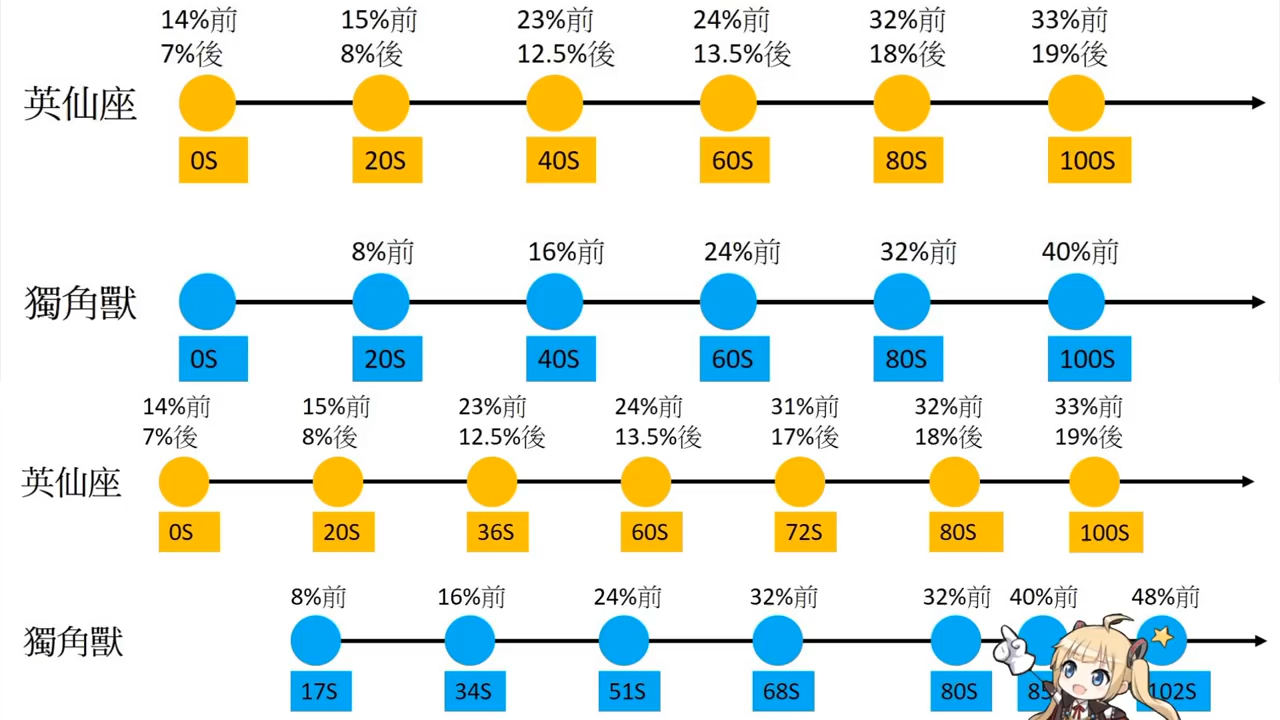 14%前 15%前 23%前 24%前 32%前 33%前
7%後 8%後 12.5%後 13.5%後 18%後 19%後
英仙座
0S 20S 40S 60S 80S 100S
8%前 16%前 24%前 32%前 40%前
獨角獸
0S 20S 40S 60S 80S 100S
14%前 15%前 23%前 24%前 31%前 32%前 33%前
7%後 8%後 12.5%後 13.5%後 17%後 18%後 19%後
英仙座
0S 20S 36S 60S 72S 80S 100S
8%前 16%前 24%前 32%前 32%前 40%前 48%前
獨角獸
17S 34S 51S 68S 80S 102S